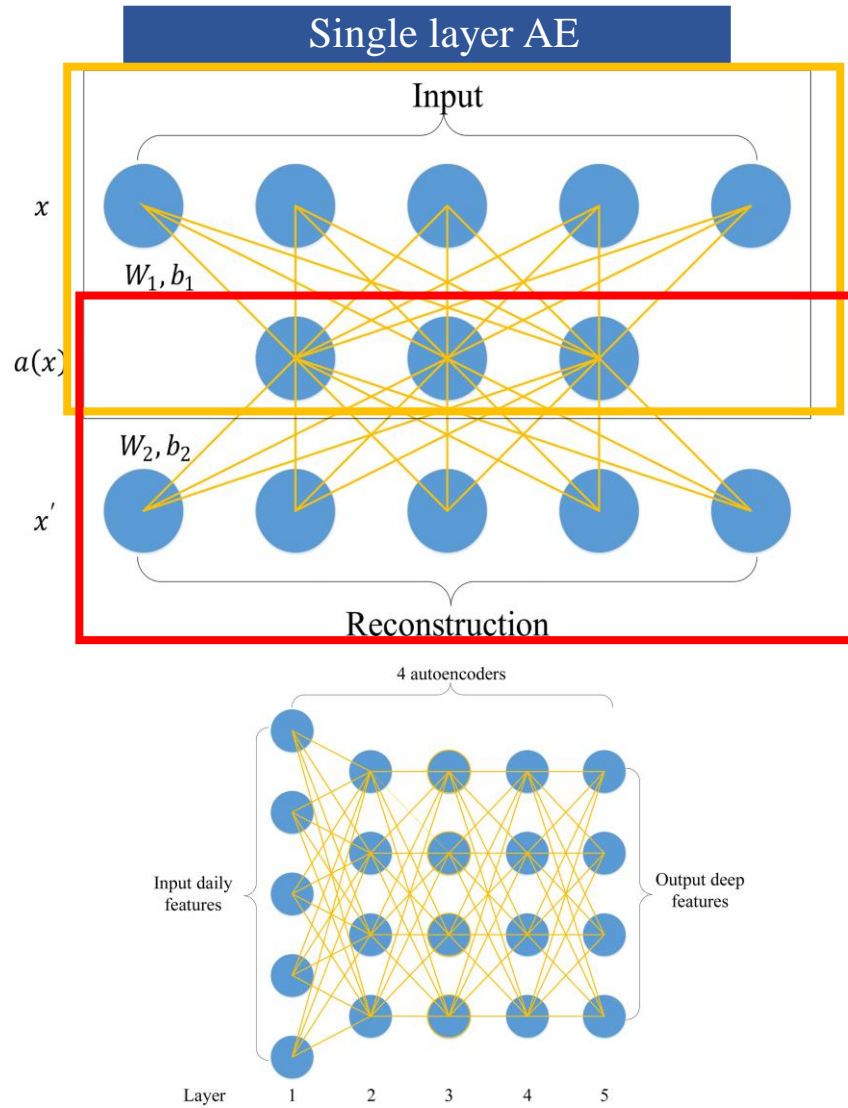 Single layer AE
Input
x
W₁, b₁
a(x)
W₂, b₂
x′
Reconstruction
4 autoencoders
Input daily
features
Output deep
features
Layer 1 2 3 4 5